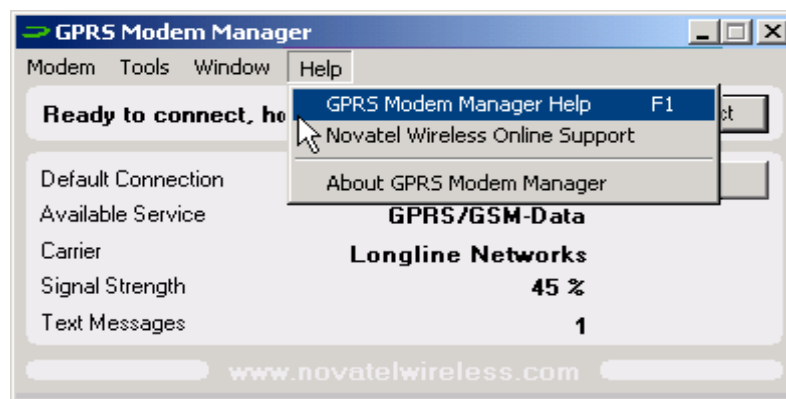 GPRS Modem Manager
Modem Tools Window Help
Ready to connect,
GPRS Modem Manager Help F1
Novatel Wireless Online Support
About GPRS Modem Manager
Default Connection
Available Service GPRS/GSM-Data
Carrier Longline Networks
Signal Strength 45 %
Text Messages 1
www.novatelwireless.com